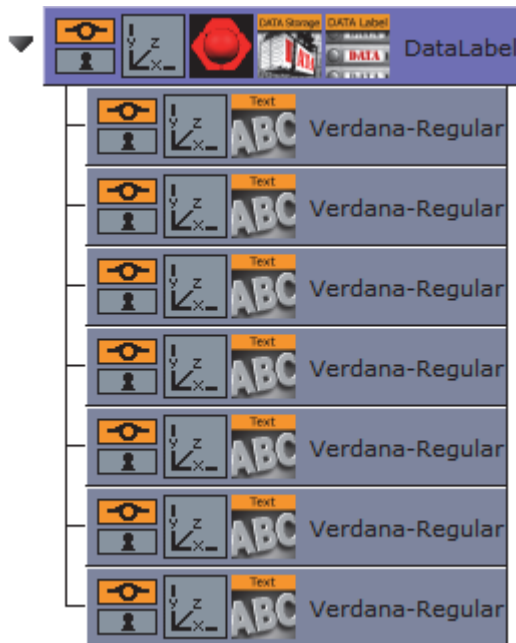 DATA Storage DATA Label
DATA DATA
y z x DataLabel
Text
ABC
y z x Verdana-Regular
Text
ABC
y z x Verdana-Regular
Text
ABC
y z x Verdana-Regular
Text
ABC
y z x Verdana-Regular
Text
ABC
y z x Verdana-Regular
Text
ABC
y z x Verdana-Regular
Text
ABC
y z x Verdana-Regular